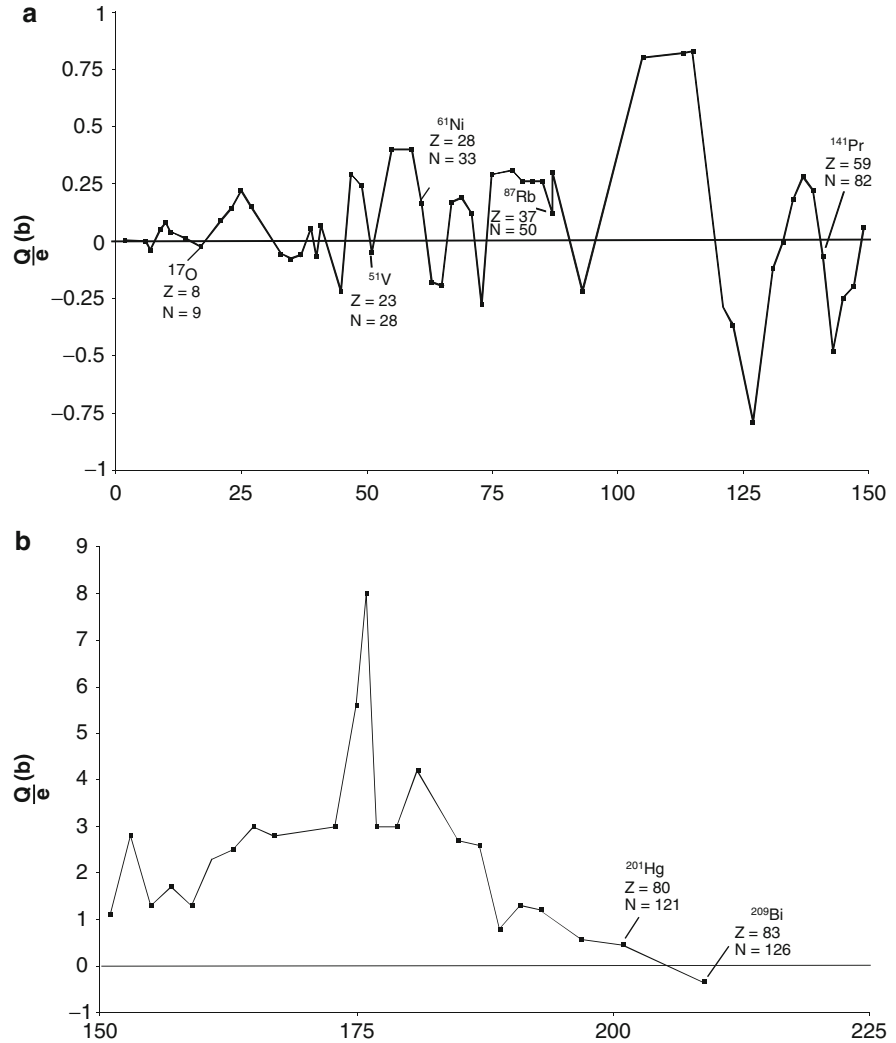 a
1
0.75
0.5
0.25
0
−0.25
−0.5
−0.75
−1
Q/e (b)
17O
Z = 8
N = 9
51V
Z = 23
N = 28
61Ni
Z = 28
N = 33
87Rb
Z = 37
N = 50
141Pr
Z = 59
N = 82
0 25 50 75 100 125 150
b
9
8
7
6
5
4
3
2
1
0
−1
Q/e (b)
201Hg
Z = 80
N = 121
209Bi
Z = 83
N = 126
150 175 200 225